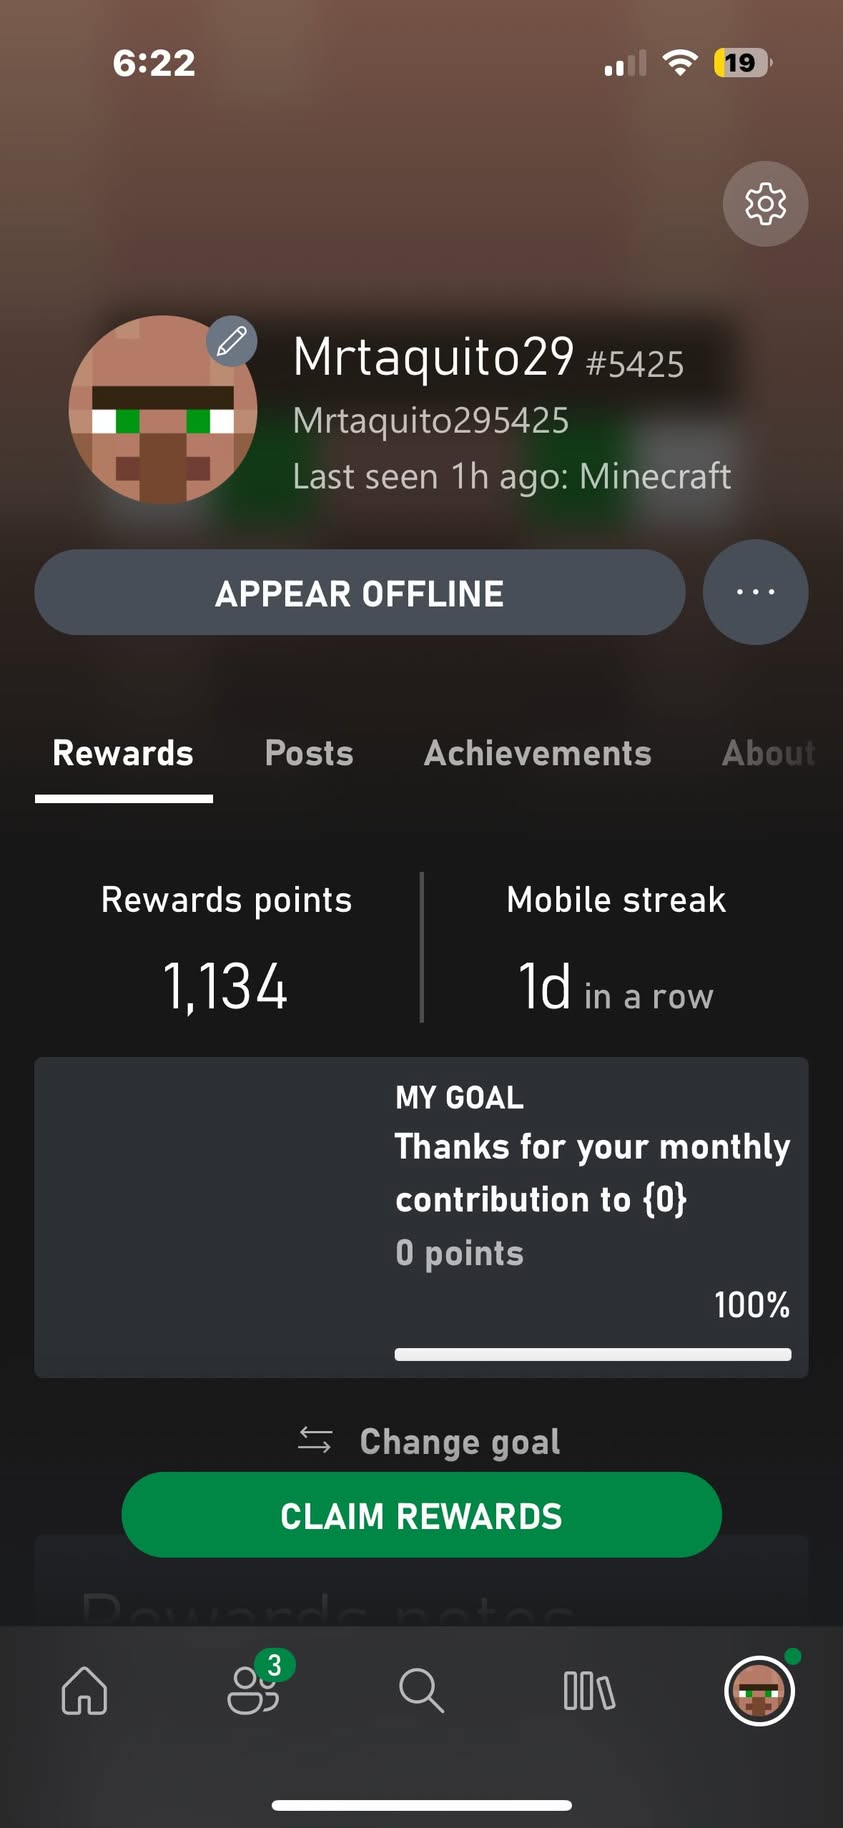 6:22
19
Mrtaquito29 #5425
Mrtaquito295425
Last seen 1h ago: Minecraft
APPEAR OFFLINE
Rewards Posts Achievements About
Rewards points
1,134
Mobile streak
1d in a row
MY GOAL
Thanks for your monthly
contribution to {0}
0 points
100%
Change goal
CLAIM REWARDS
Rewards notes
3